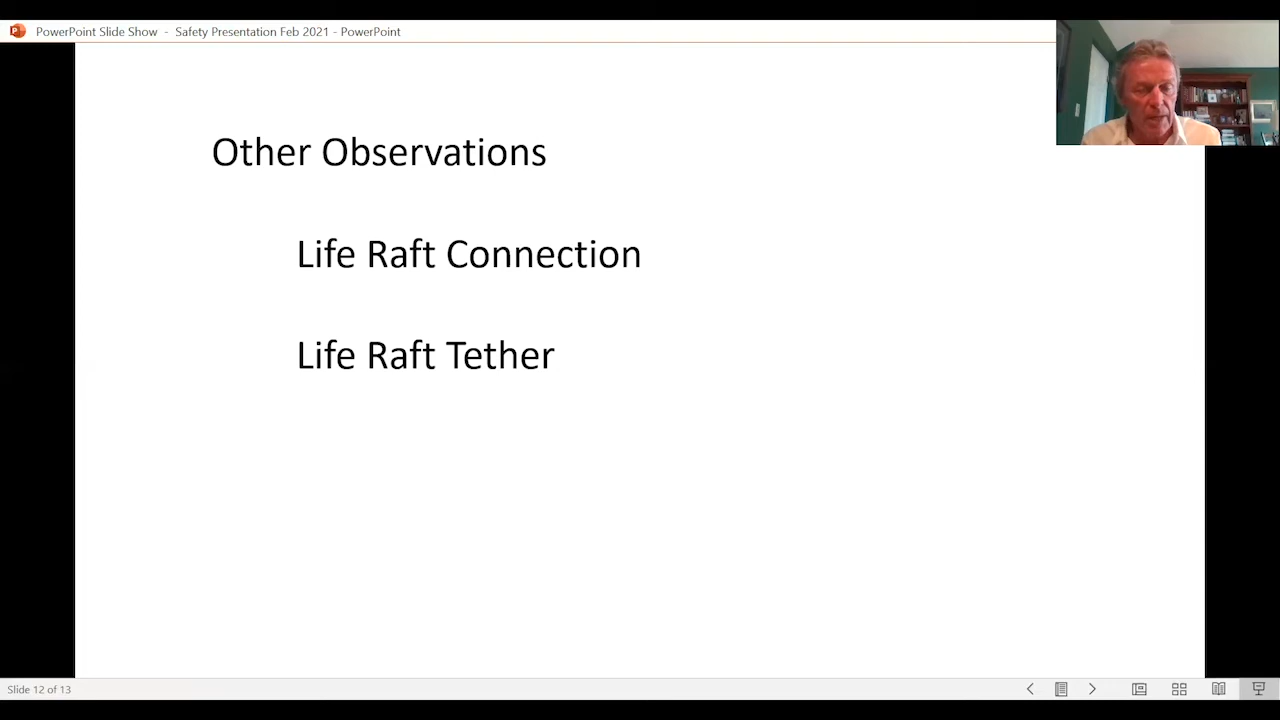 PowerPoint Slide Show - Safety Presentation Feb 2021 - PowerPoint
Other Observations
Life Raft Connection
Life Raft Tether
Slide 12 of 13